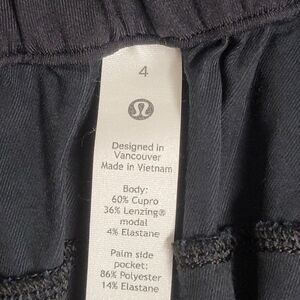 4
Designed in
Vancouver
Made in Vietnam
Body:
60% Cupro
36% Lenzing®
modal
4% Elastane
Palm side
pocket:
86% Polyester
14% Elastane